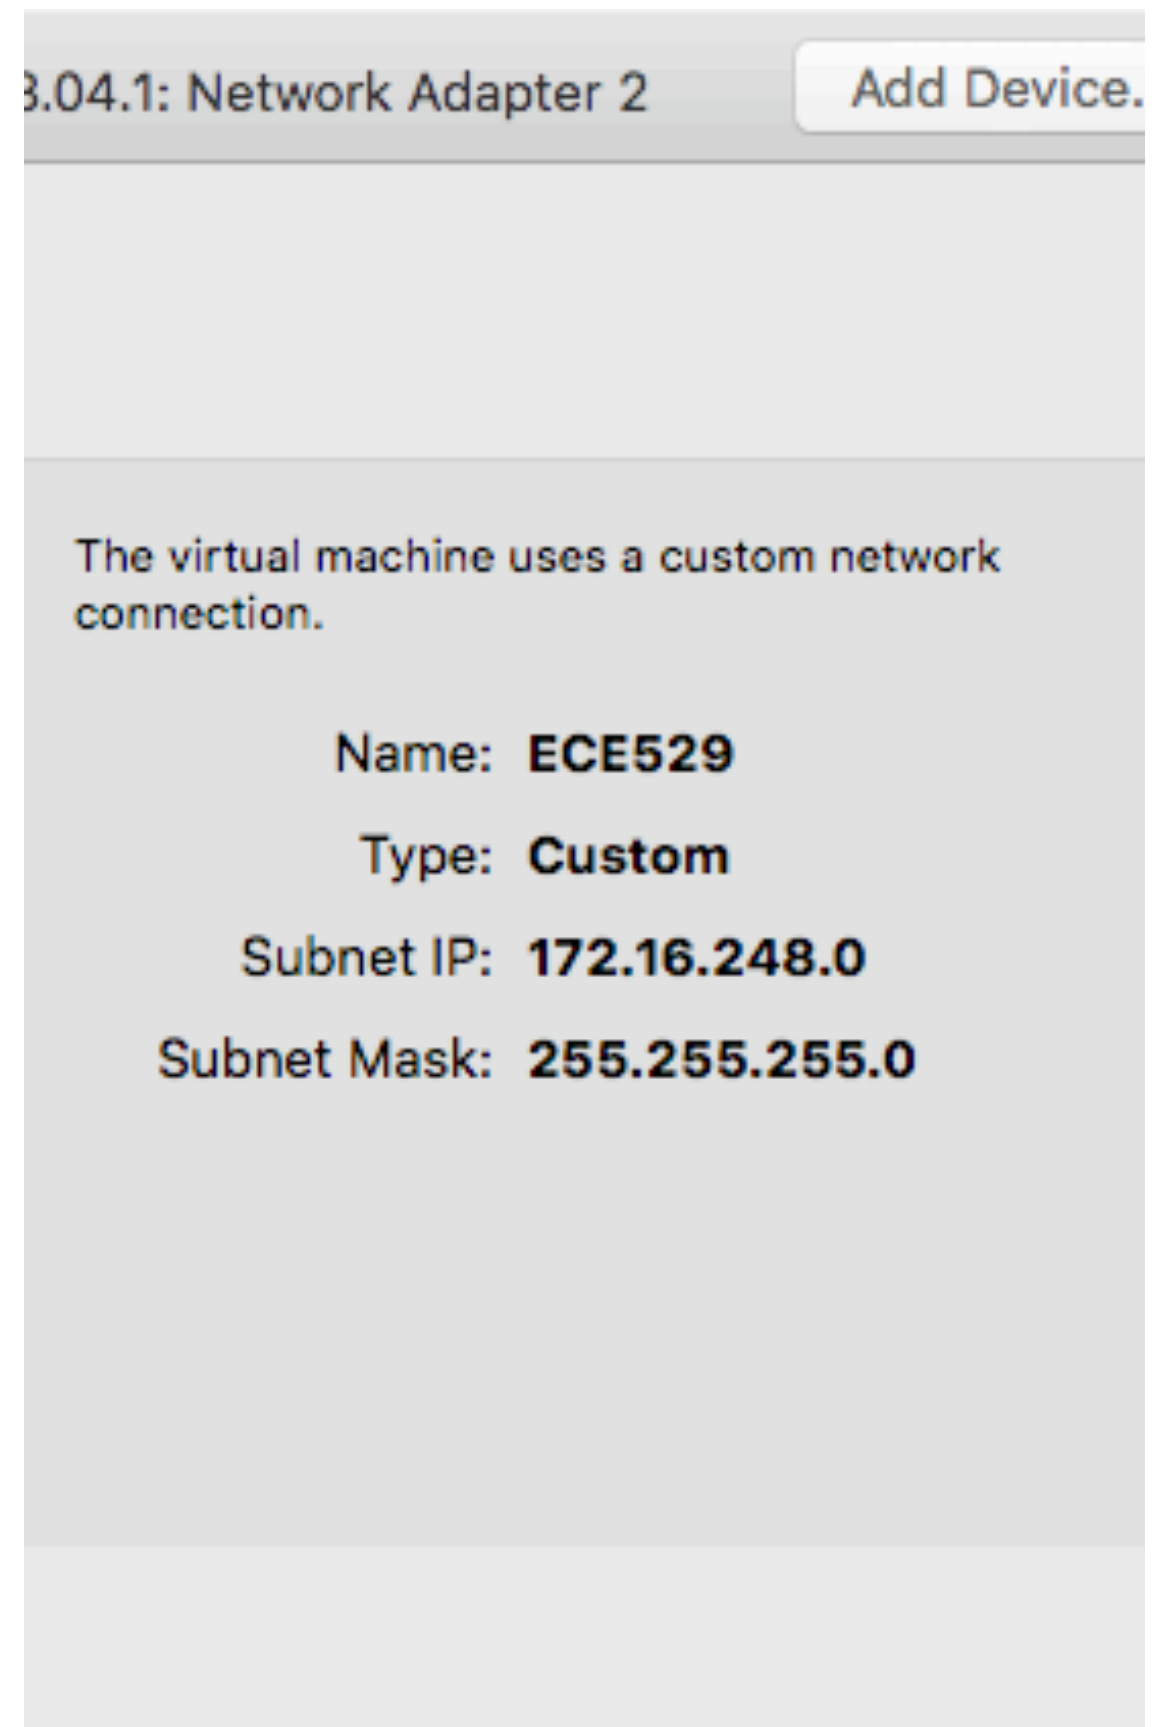 3.04.1: Network Adapter 2
Add Device.
The virtual machine uses a custom network
connection.
Name: ECE529
Type: Custom
Subnet IP: 172.16.248.0
Subnet Mask: 255.255.255.0